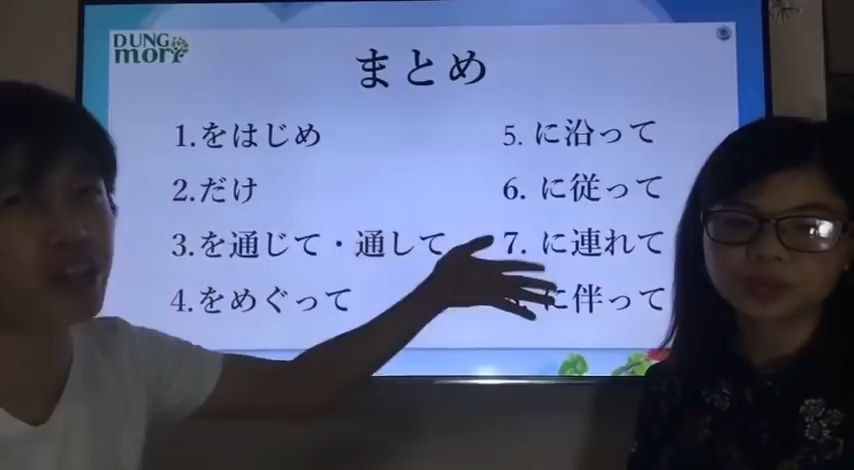 DUNG
mori
まとめ
1.をはじめ
2.だけ
3.を通じて・通して
4.をめぐって
5. に沿って
6. に従って
7. に連れて
に伴って